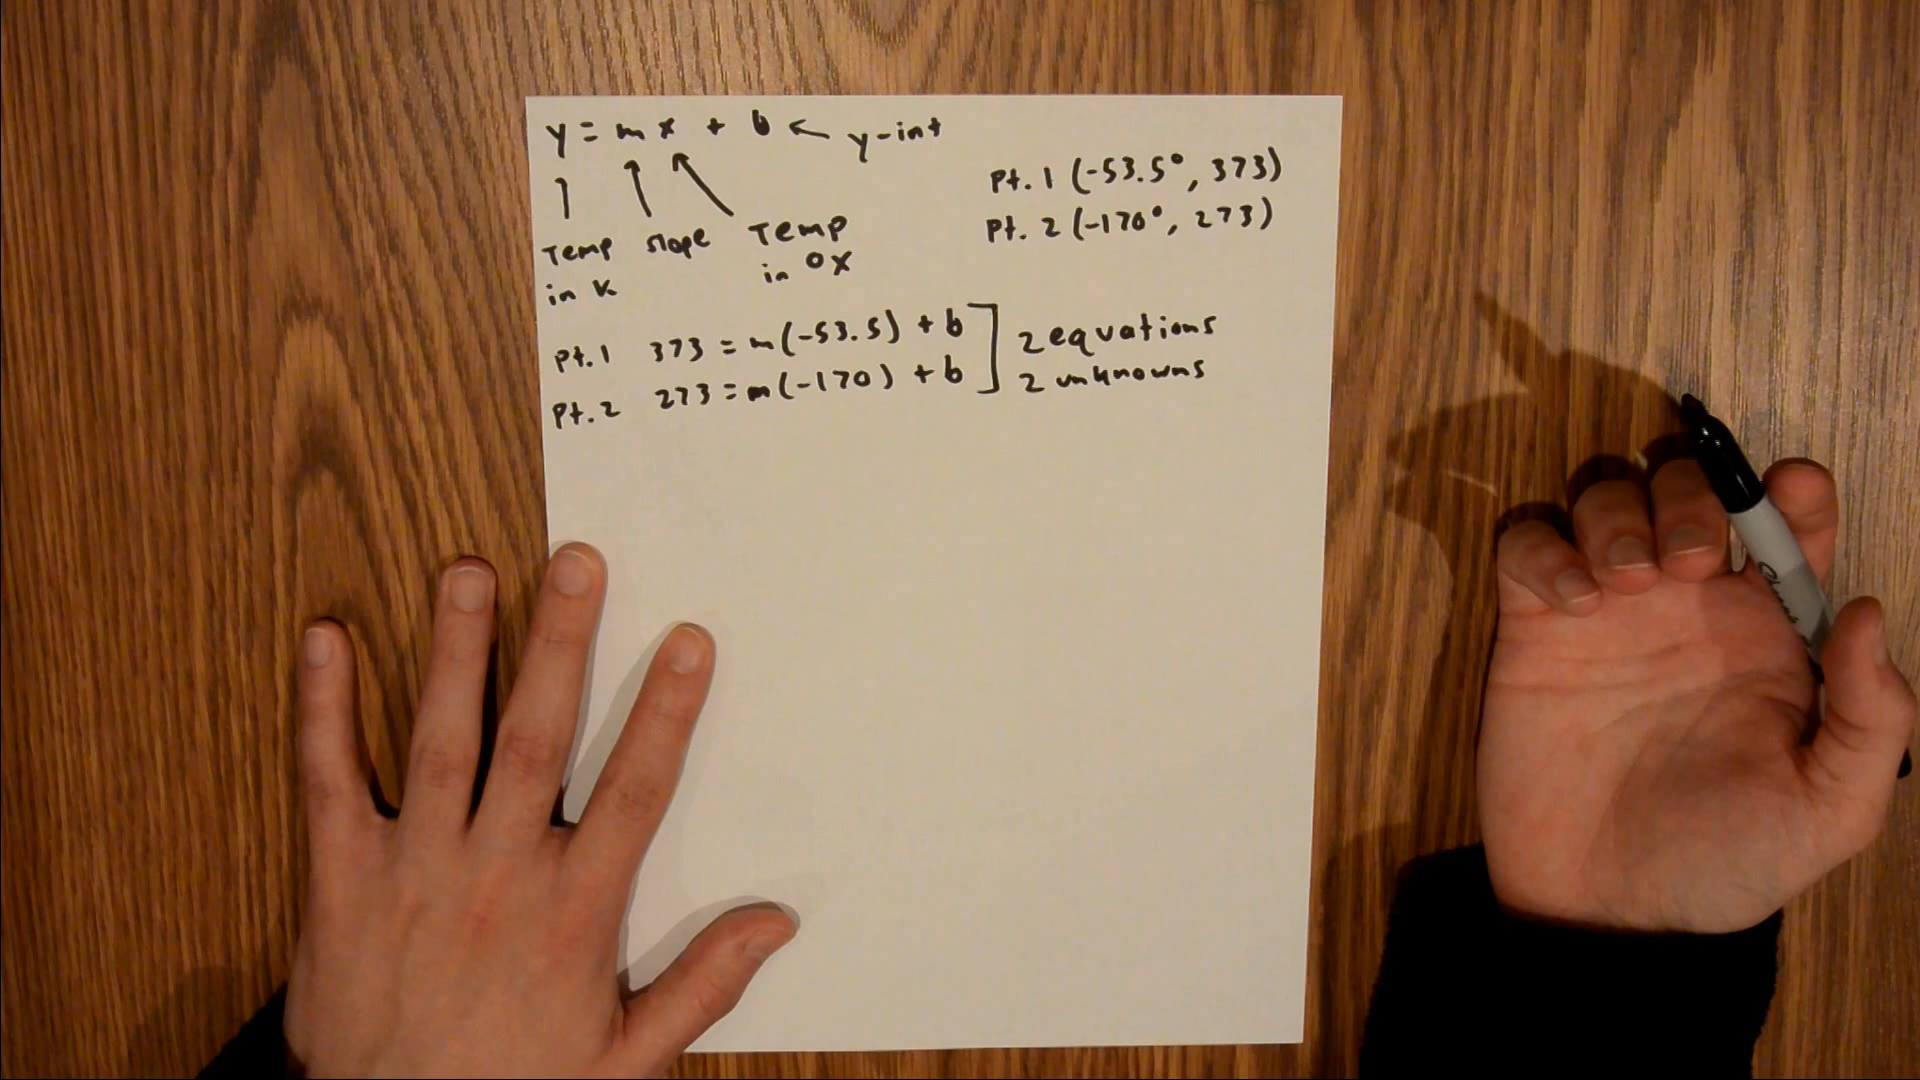 y = mx + b ← y-int
Temp in K
slope
Temp in °X
Pt. 1 (-53.5°, 373)
Pt. 2 (-170°, 273)
Pt. 1 373 = m(-53.5) + b
Pt. 2 273 = m(-170) + b
2 equations
2 unknowns